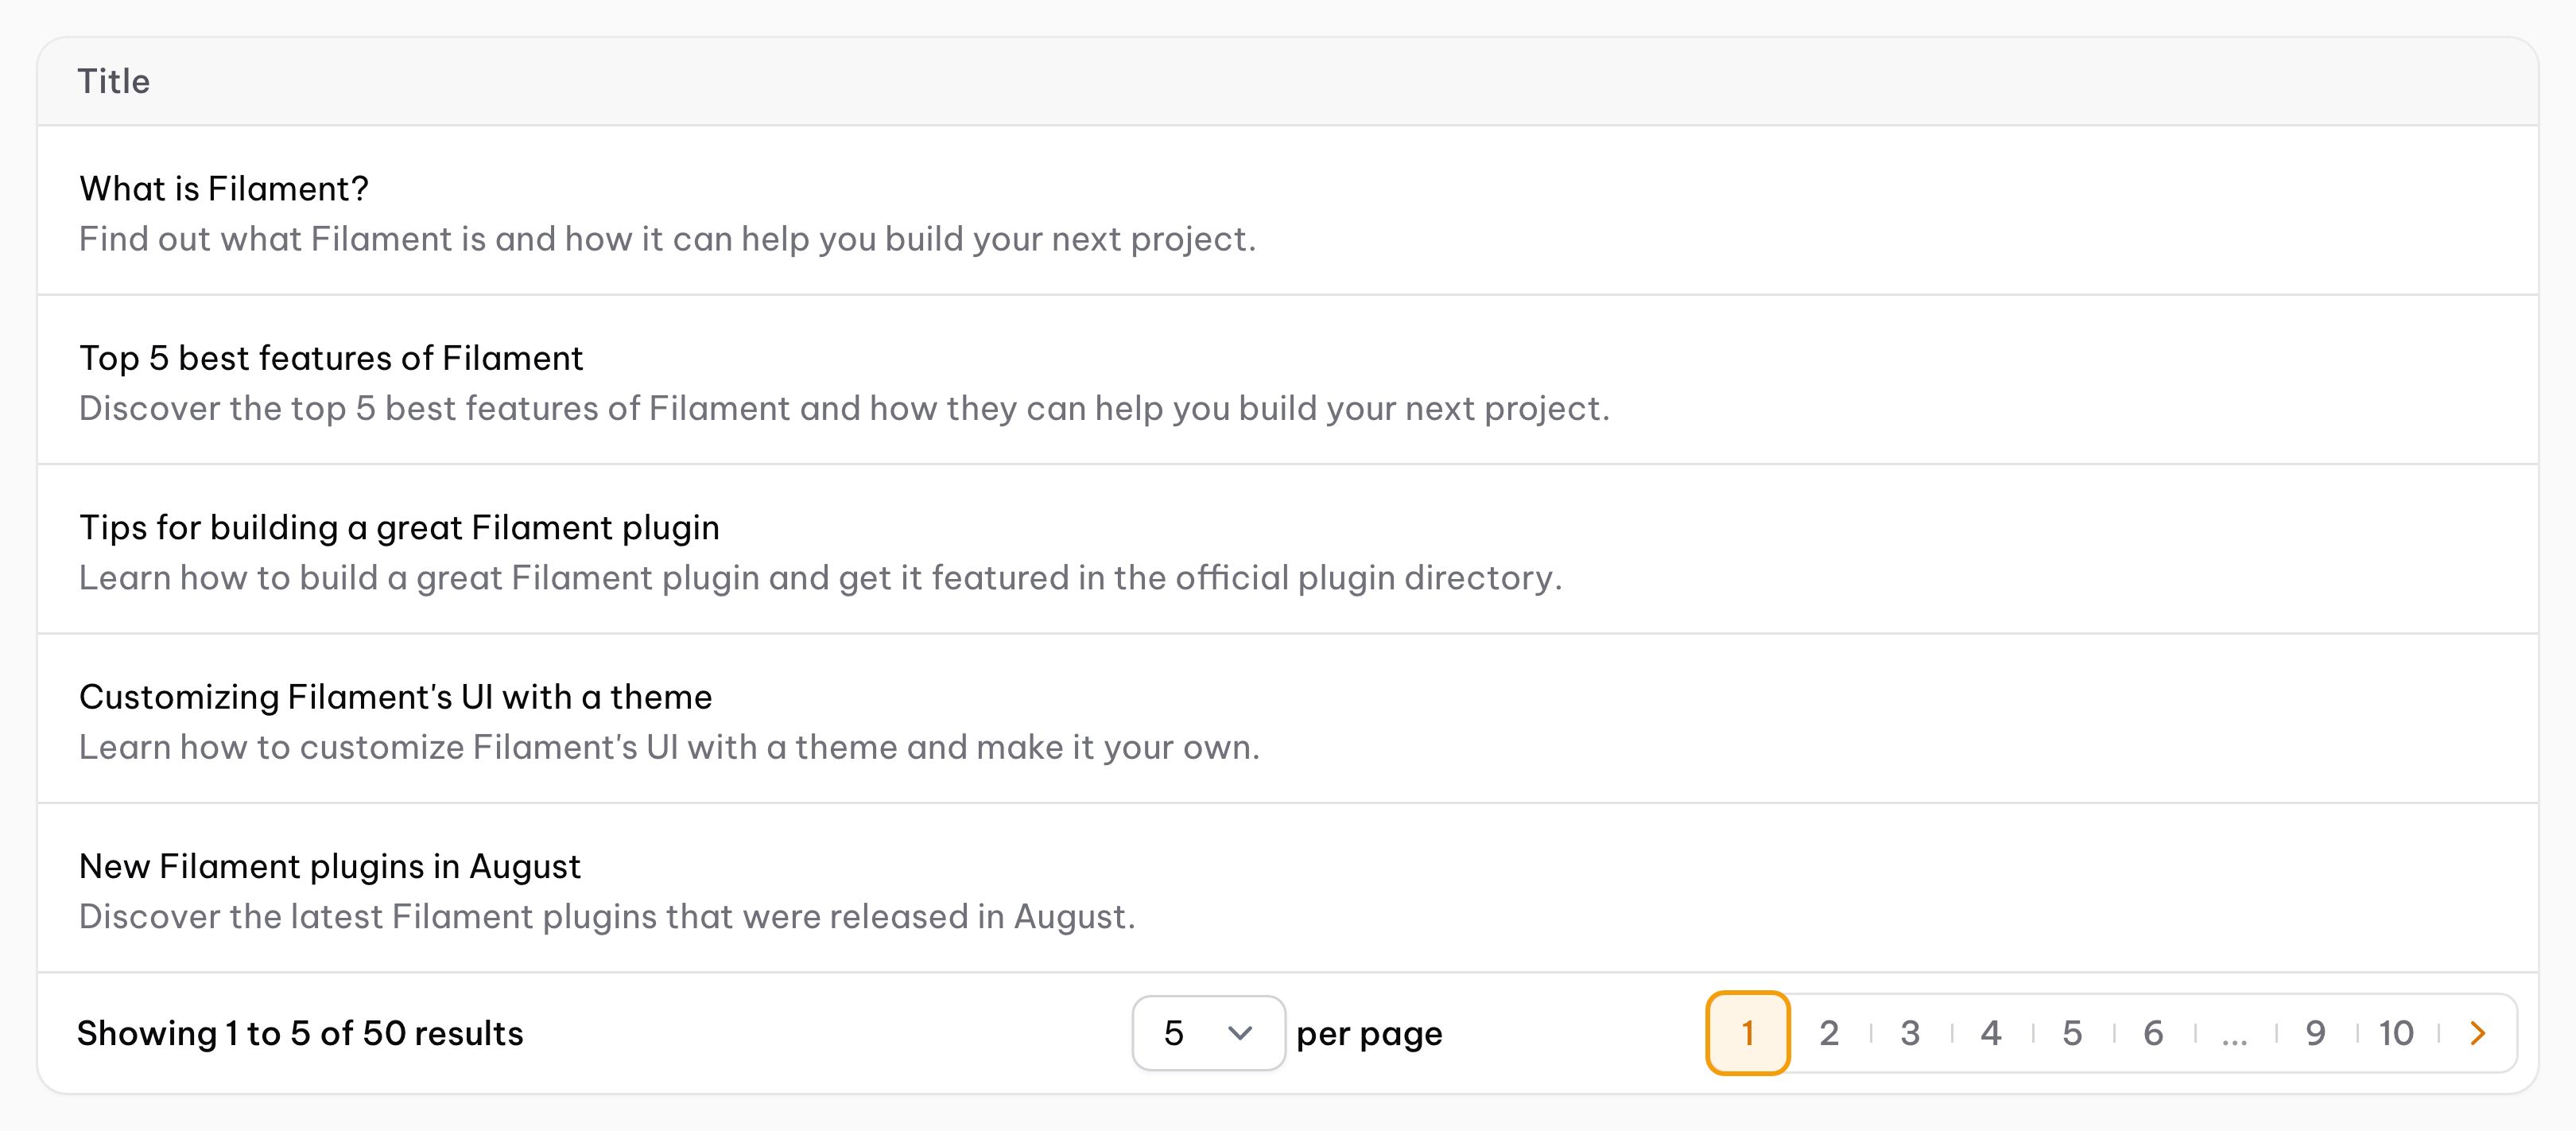 Title
What is Filament?
Find out what Filament is and how it can help you build your next project.
Top 5 best features of Filament
Discover the top 5 best features of Filament and how they can help you build your next project.
Tips for building a great Filament plugin
Learn how to build a great Filament plugin and get it featured in the official plugin directory.
Customizing Filament's UI with a theme
Learn how to customize Filament's UI with a theme and make it your own.
New Filament plugins in August
Discover the latest Filament plugins that were released in August.
Showing 1 to 5 of 50 results 5 per page 1 2 3 4 5 6 ... 9 10